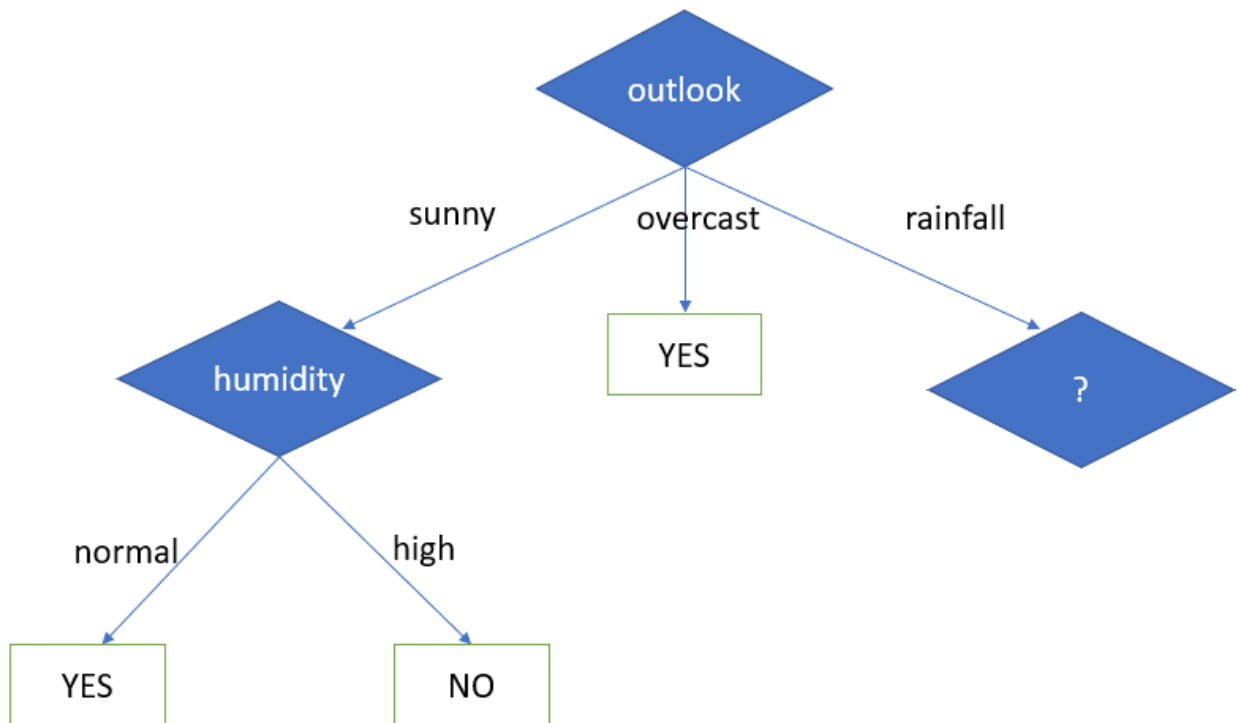 outlook
sunny
overcast
rainfall
humidity
YES
?
normal
high
YES
NO